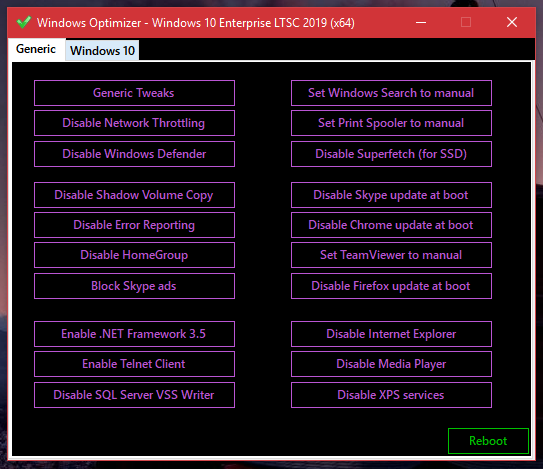 Windows Optimizer - Windows 10 Enterprise LTSC 2019 (x64)
Generic Windows 10
Generic Tweaks Set Windows Search to manual
Disable Network Throttling Set Print Spooler to manual
Disable Windows Defender Disable Superfetch (for SSD)
Disable Shadow Volume Copy Disable Skype update at boot
Disable Error Reporting Disable Chrome update at boot
Disable HomeGroup Set TeamViewer to manual
Block Skype ads Disable Firefox update at boot
Enable .NET Framework 3.5 Disable Internet Explorer
Enable Telnet Client Disable Media Player
Disable SQL Server VSS Writer Disable XPS services
Reboot